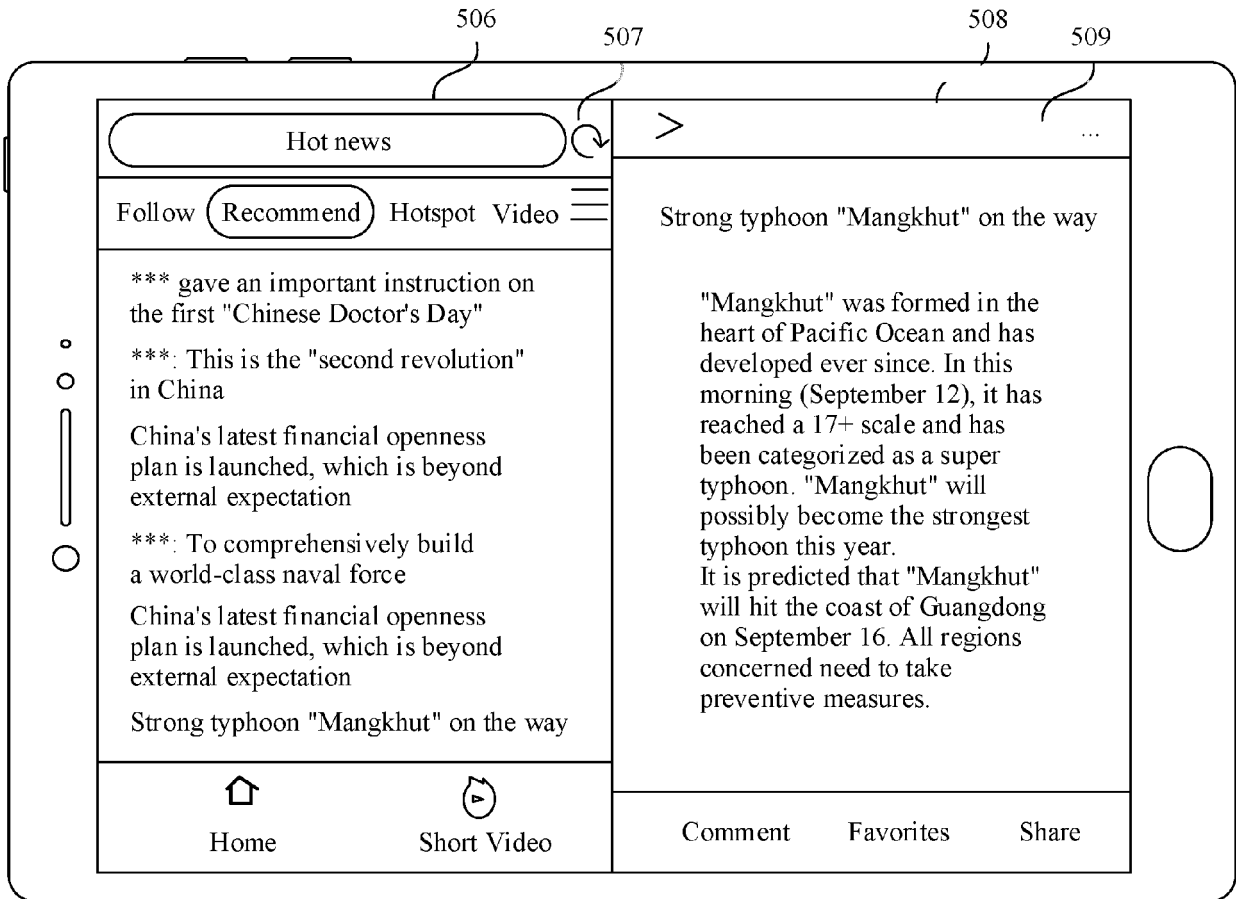 506
507
508
509
Hot news
Follow Recommend Hotspot Video
*** gave an important instruction on
the first "Chinese Doctor's Day"
***: This is the "second revolution"
in China
China's latest financial openness
plan is launched, which is beyond
external expectation
***: To comprehensively build
a world-class naval force
China's latest financial openness
plan is launched, which is beyond
external expectation
Strong typhoon "Mangkhut" on the way
Home
Short Video
>
...
Strong typhoon "Mangkhut" on the way
"Mangkhut" was formed in the
heart of Pacific Ocean and has
developed ever since. In this
morning (September 12), it has
reached a 17+ scale and has
been categorized as a super
typhoon. "Mangkhut" will
possibly become the strongest
typhoon this year.
It is predicted that "Mangkhut"
will hit the coast of Guangdong
on September 16. All regions
concerned need to take
preventive measures.
Comment Favorites Share